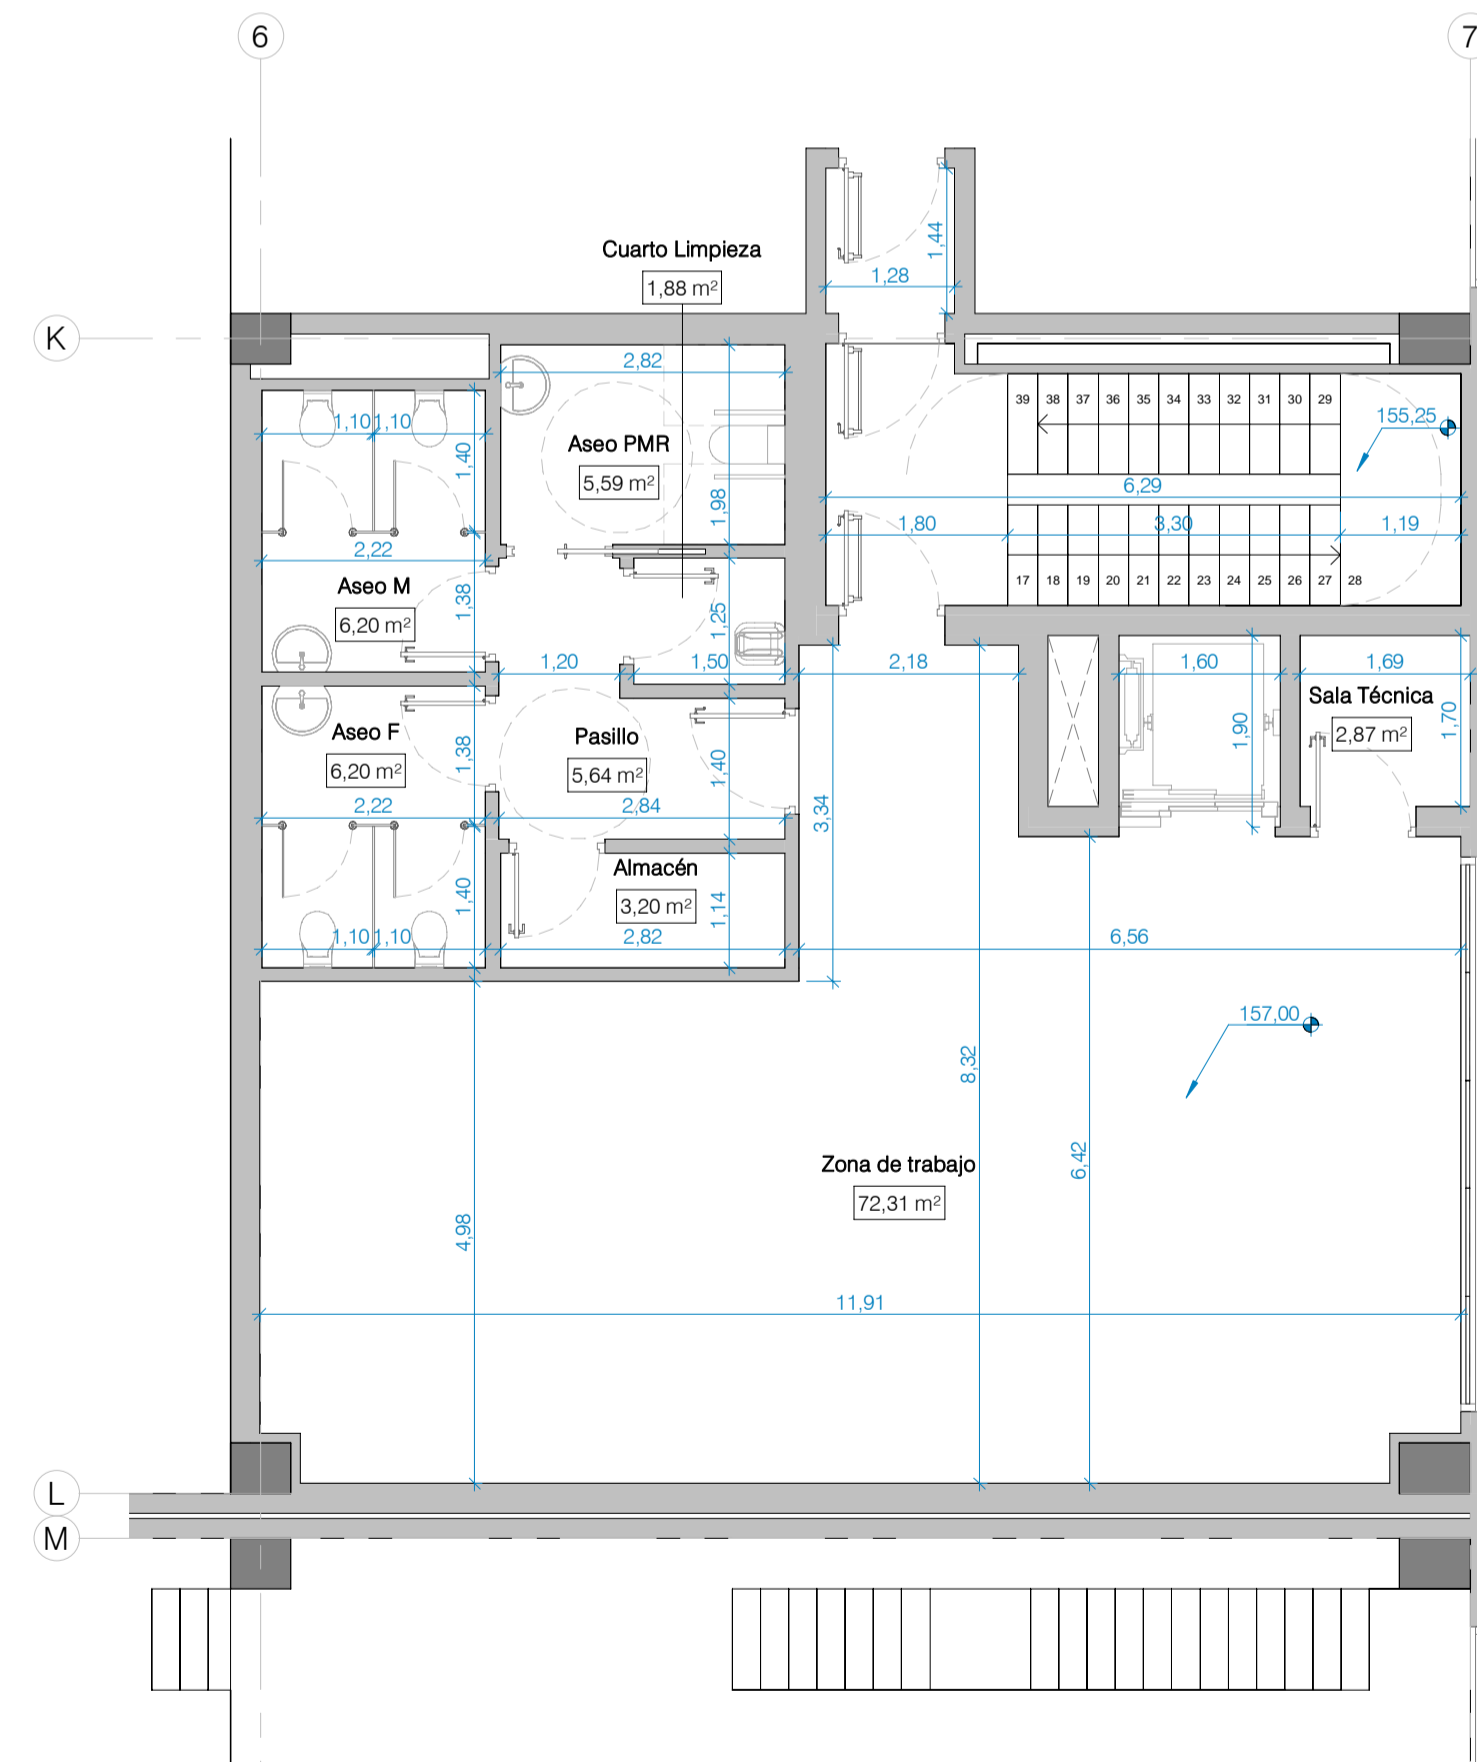 6
7
K
Cuarto Limpieza
1,88 m²
1,44
1,28
2,82
1,10
1,10
1,40
Aseo PMR
5,59 m²
1,98
39 38 37 36 35 34 33 32 31 30 29
155,25
6,29
1,80
3,30
1,19
17 18 19 20 21 22 23 24 25 26 27 28
2,22
Aseo M
6,20 m²
1,38
1,25
1,20
1,50
2,18
1,60
1,69
1,90
Sala Técnica
2,87 m²
1,70
Aseo F
6,20 m²
1,38
Pasillo
5,64 m²
1,40
2,22
2,84
3,34
Almacén
3,20 m²
1,40
1,14
1,10
1,10
2,82
6,56
157,00
8,32
6,42
Zona de trabajo
72,31 m²
4,98
11,91
L
M